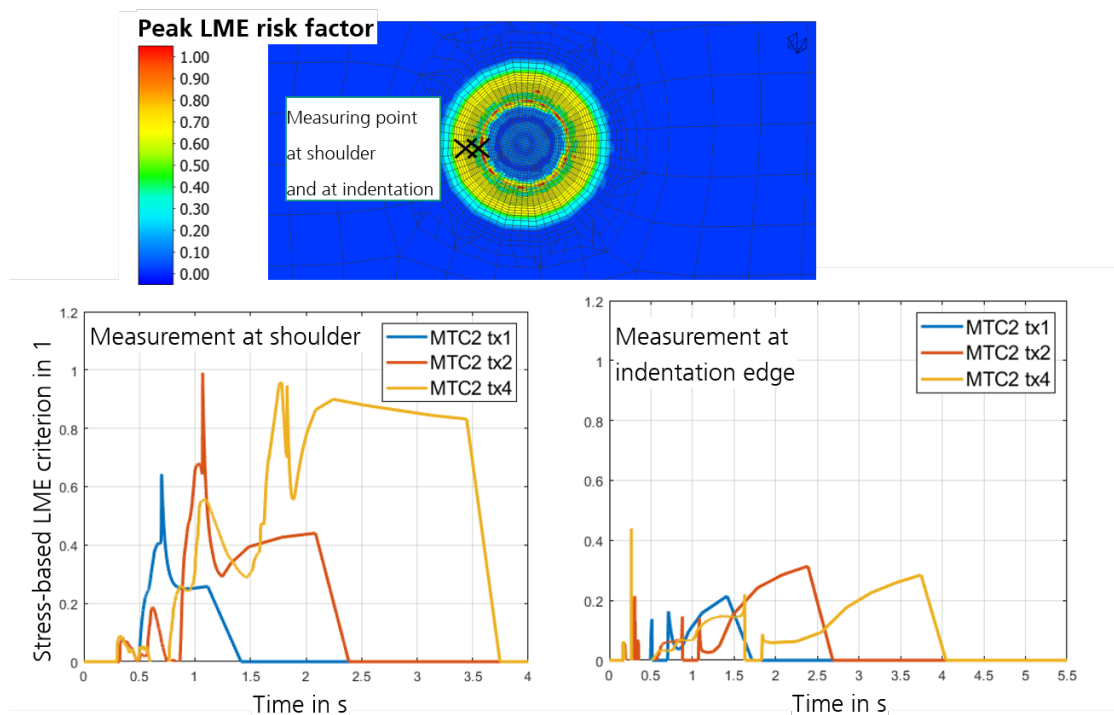 Peak LME risk factor
1.00
0.90
0.80
0.70
0.60
0.50
0.40
0.30
0.20
0.10
0.00
Measuring point
at shoulder
and at indentation
Stress-based LME criterion in 1
1.2
1
0.8
0.6
0.4
0.2
0
Measurement at shoulder
MTC2 tx1
MTC2 tx2
MTC2 tx4
0 0.5 1 1.5 2 2.5 3 3.5 4
Time in s
1.2
1
0.8
0.6
0.4
0.2
0
Measurement at
indentation edge
MTC2 tx1
MTC2 tx2
MTC2 tx4
0 0.5 1 1.5 2 2.5 3 3.5 4 4.5 5 5.5
Time in s